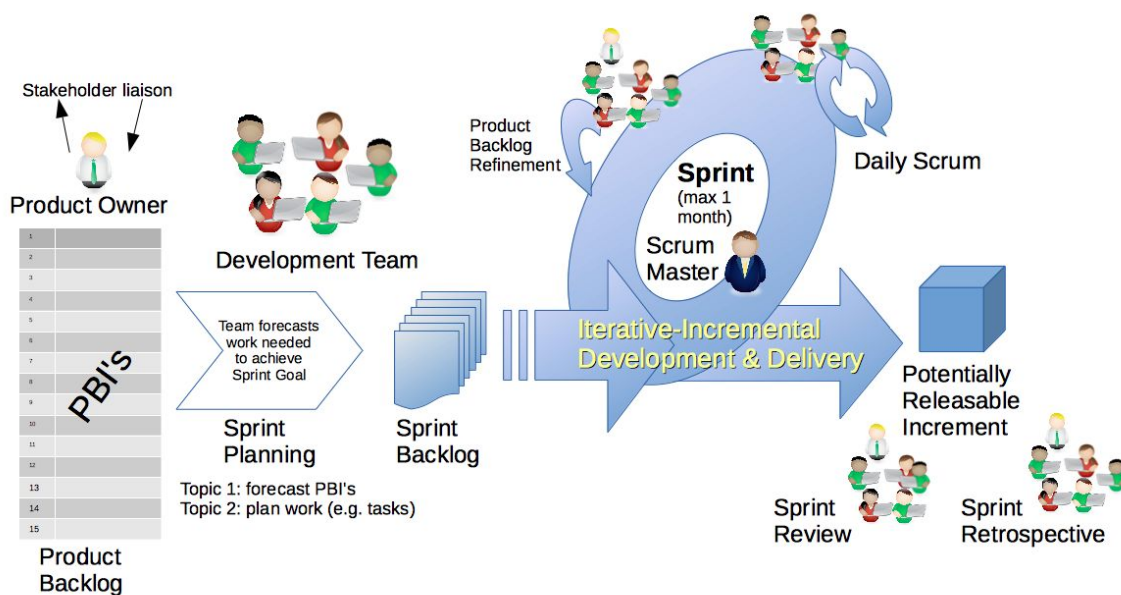 Stakeholder liaison
Product Owner
1
2
3
4
5
6
7
8
9
10
11
12
13
14
15
PBI's
Product
Backlog
Development Team
Team forecasts
work needed
to achieve
Sprint Goal
Sprint
Planning
Topic 1: forecast PBI's
Topic 2: plan work (e.g. tasks)
Sprint
Backlog
Product
Backlog
Refinement
Sprint
(max 1
month)
Scrum
Master
Daily Scrum
Iterative-Incremental
Development & Delivery
Potentially
Releasable
Increment
Sprint
Review
Sprint
Retrospective